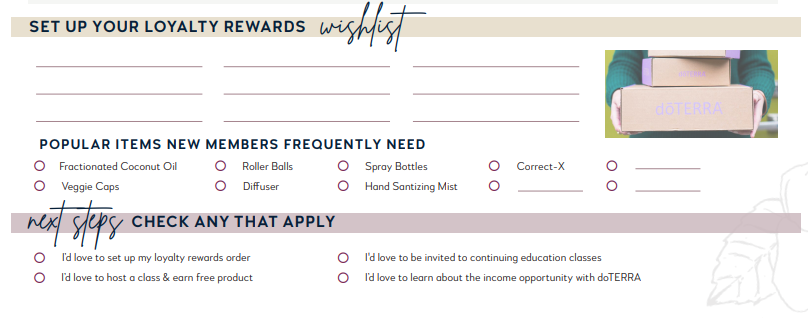 SET UP YOUR LOYALTY REWARDS wishlist
dōTERRA
dōTERRA
POPULAR ITEMS NEW MEMBERS FREQUENTLY NEED
Fractionated Coconut Oil Roller Balls Spray Bottles Correct-X
Veggie Caps Diffuser Hand Santizing Mist
next steps CHECK ANY THAT APPLY
I'd love to set up my loyalty rewards order I'd love to be invited to continuing education classes
I'd love to host a class & earn free product I'd love to learn about the income opportunity with doTERRA